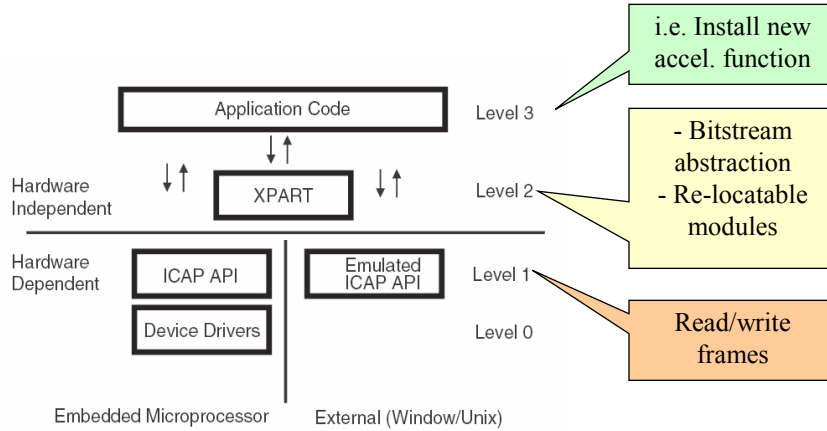 i.e. Install new
accel. function
Application Code
Level 3
- Bitstream
abstraction
- Re-locatable
modules
Hardware
Independent
XPART
Level 2
Hardware
Dependent
ICAP API
Emulated
ICAP API
Level 1
Device Drivers
Level 0
Read/write
frames
Embedded Microprocessor
External (Window/Unix)